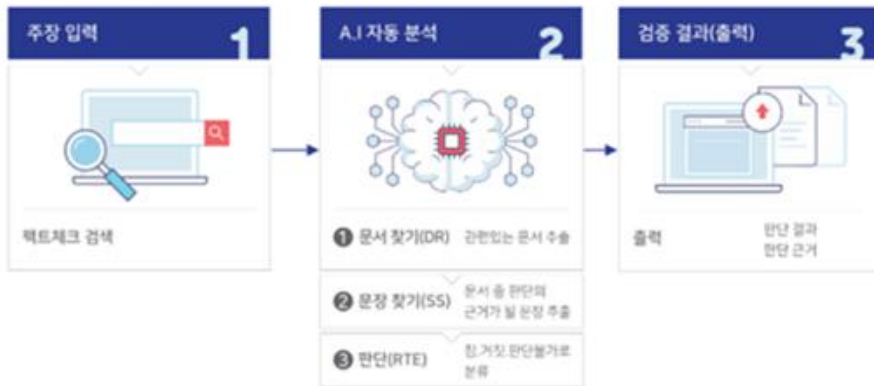 주장 입력
1
A.I 자동 분석
2
검증 결과(출력)
3
팩트체크 검색
1 문서 찾기(DR)
관련있는 문서 추출
2 문장 찾기(SS)
문서 중 판단의
근거가 될 문장 추출
3 판단(RTE)
참,거짓 판단불가로
분류
출력
판단 결과
판단 근거